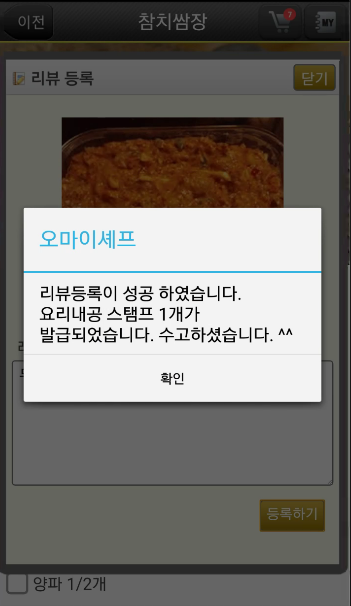 이전
참치쌈장
7
MY
리뷰 등록
닫기
오마이셰프
리뷰등록이 성공 하였습니다.
요리내공 스탬프 1개가
발급되었습니다. 수고하셨습니다. ^^
확인
등록하기
양파 1/2개